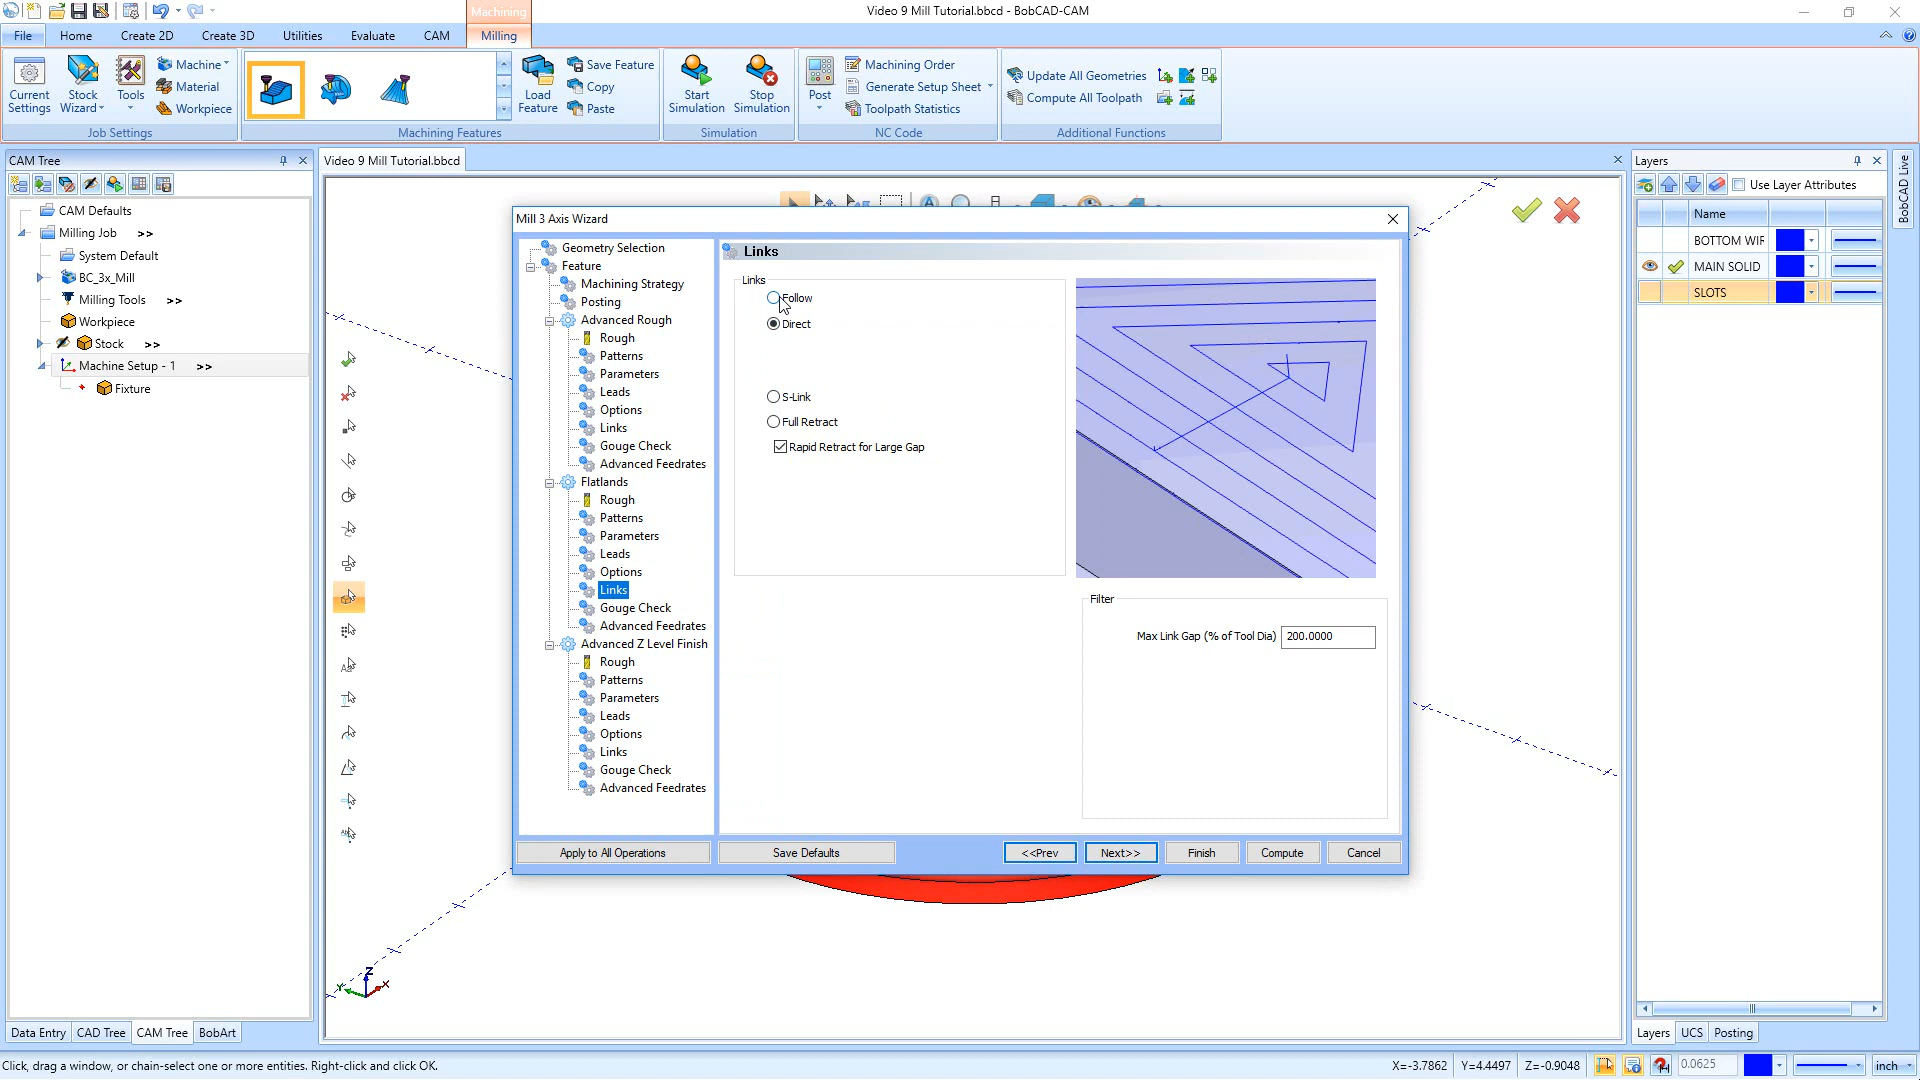 Video 9 Mill Tutorial.bbcd - BobCAD-CAM
Machining
File Home Create 2D Create 3D Utilities Evaluate CAM Milling
Current Settings
Stock Wizard
Tools
Machine
Material
Workpiece
Job Settings
Load Feature
Save Feature
Copy
Paste
Machining Features
Start Simulation
Stop Simulation
Simulation
Post
Machining Order
Generate Setup Sheet
Toolpath Statistics
NC Code
Update All Geometries
Compute All Toolpath
Additional Functions
CAM Tree
CAM Defaults
Milling Job >>
System Default
BC_3x_Mill
Milling Tools >>
Workpiece
Stock >>
Machine Setup - 1 >>
Fixture
Data Entry CAD Tree CAM Tree BobArt
Video 9 Mill Tutorial.bbcd
Mill 3 Axis Wizard
Geometry Selection
Feature
Machining Strategy
Posting
Advanced Rough
Rough
Patterns
Parameters
Leads
Options
Links
Gouge Check
Advanced Feedrates
Flatlands
Rough
Patterns
Parameters
Leads
Options
Links
Gouge Check
Advanced Feedrates
Advanced Z Level Finish
Rough
Patterns
Parameters
Leads
Options
Links
Gouge Check
Advanced Feedrates
Links
Links
Follow
Direct
S-Link
Full Retract
Rapid Retract for Large Gap
Filter
Max Link Gap (% of Tool Dia) 200.0000
Apply to All Operations Save Defaults <<Prev Next>> Finish Compute Cancel
Z
Y
X
Layers
Use Layer Attributes
Name
BOTTOM WIF
MAIN SOLID
SLOTS
Layers UCS Posting
BobCAD Live
Click, drag a window, or chain-select one or more entities. Right-click and click OK.
X=-3.7862 Y=4.4497 Z=-0.9048 0.0625 inch